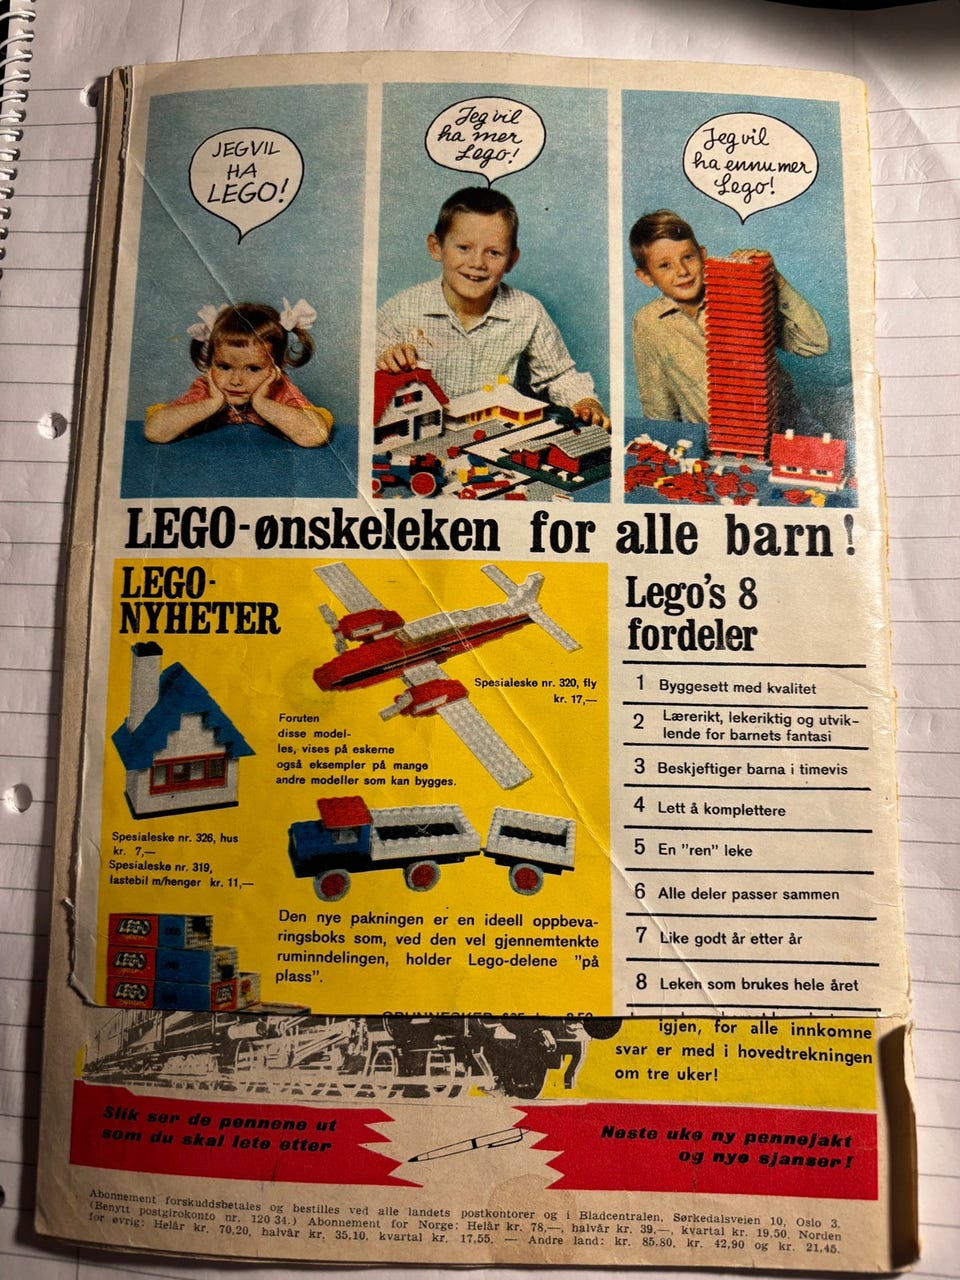 JEG VIL
HA
LEGO!
Jeg vil
ha mer
Lego!
Jeg vil
ha ennu mer
Lego!
LEGO-ønskeleken for alle barn!
LEGO-
NYHETER
Spesialeske nr. 320, fly
kr. 17,—
Foruten
disse model-
les, vises på eskerne
også eksempler på mange
andre modeller som kan bygges.
Spesialeske nr. 326, hus
kr. 7,—
Spesialeske nr. 319,
lastebil m/henger kr. 11,—
LEGO
LEGO
LEGO
Den nye pakningen er en ideell oppbeva-
ringsboks som, ved den vel gjennemtenkte
ruminndelingen, holder Lego-delene "på
plass".
Lego's 8
fordeler
1 Byggesett med kvalitet
2 Lærerikt, lekeriktig og utvik-
lende for barnets fantasi
3 Beskjeftiger barna i timevis
4 Lett å komplettere
5 En "ren" leke
6 Alle deler passer sammen
7 Like godt år etter år
8 Leken som brukes hele året
igjen, for alle innkomne
svar er med i hovedtrekningen
om tre uker!
Slik ser de pennene ut
som du skal lete etter
Neste uke ny pennejakt
og nye sjanser!
Abonnement forskuddsbetales og bestilles ved alle landets postkontorer og i Bladcentralen, Sørkedalsveien 10, Oslo 3.
(Benytt postgirokonto nr. 120 34.) Abonnement for Norge: Helår kr. 78,—, halvår kr. 39,—, kvartal kr. 19,50. Norden
for øvrig: Helår kr. 70,20, halvår kr. 35,10, kvartal kr. 17,55. — Andre land: kr. 85,80, kr. 42,90 og kr. 21,45.